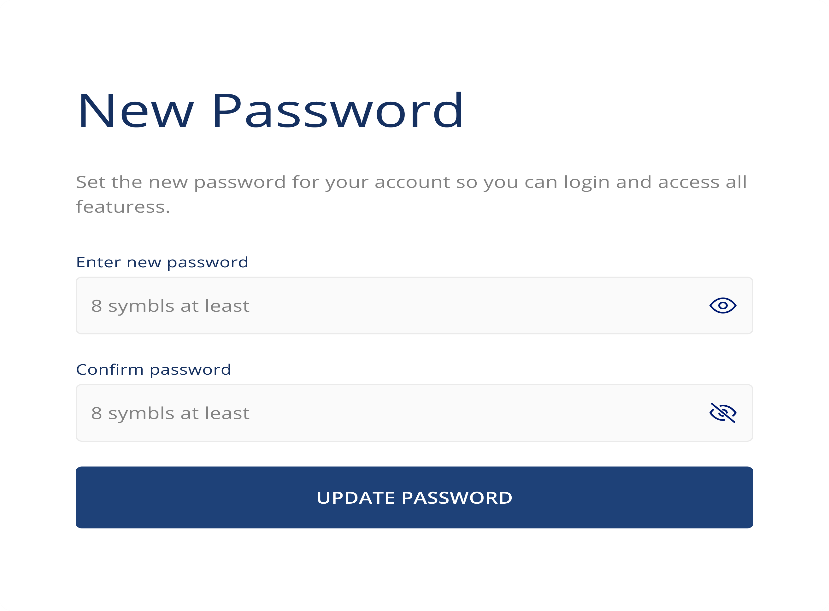 New Password
Set the new password for your account so you can login and access all
featuress.
Enter new password
8 symbls at least
Confirm password
8 symbls at least
UPDATE PASSWORD